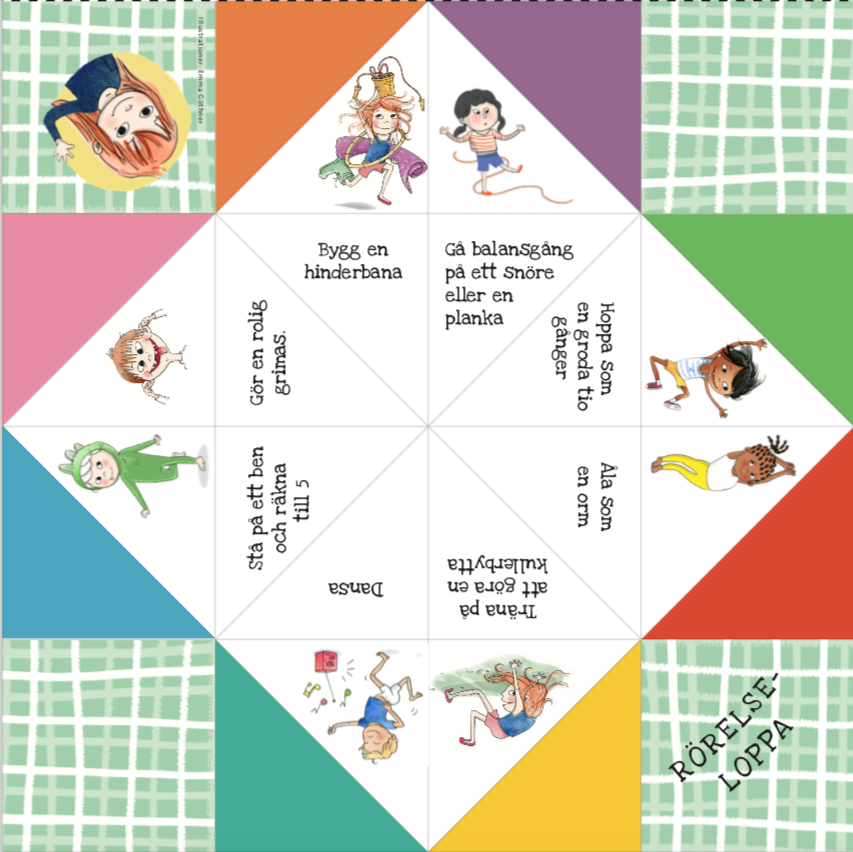 Illustrationer: Emma Göthner
Bygg en
hinderbana
Gå balansgång
på ett snöre
eller en
planka
Gör en rolig
grimas.
Hoppa som
en groda tio
gånger
Stå på ett ben
och räkna
till 5
Åla som
en orm
Dansa
Träna på
att göra en
kullerbytta
RÖRELSE-
LOPPA